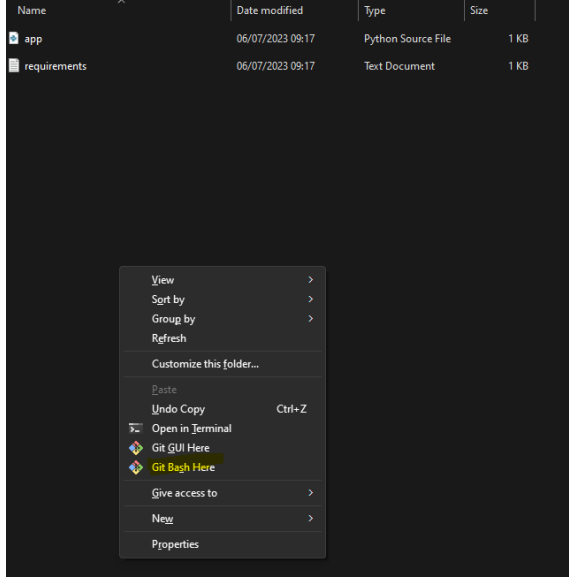 Name Date modified Type Size
app 06/07/2023 09:17 Python Source File 1 KB
requirements 06/07/2023 09:17 Text Document 1 KB
View
Sort by
Group by
Refresh
Customize this folder...
Paste
Undo Copy Ctrl+Z
Open in Terminal
Git GUI Here
Git Bash Here
Give access to
New
Properties